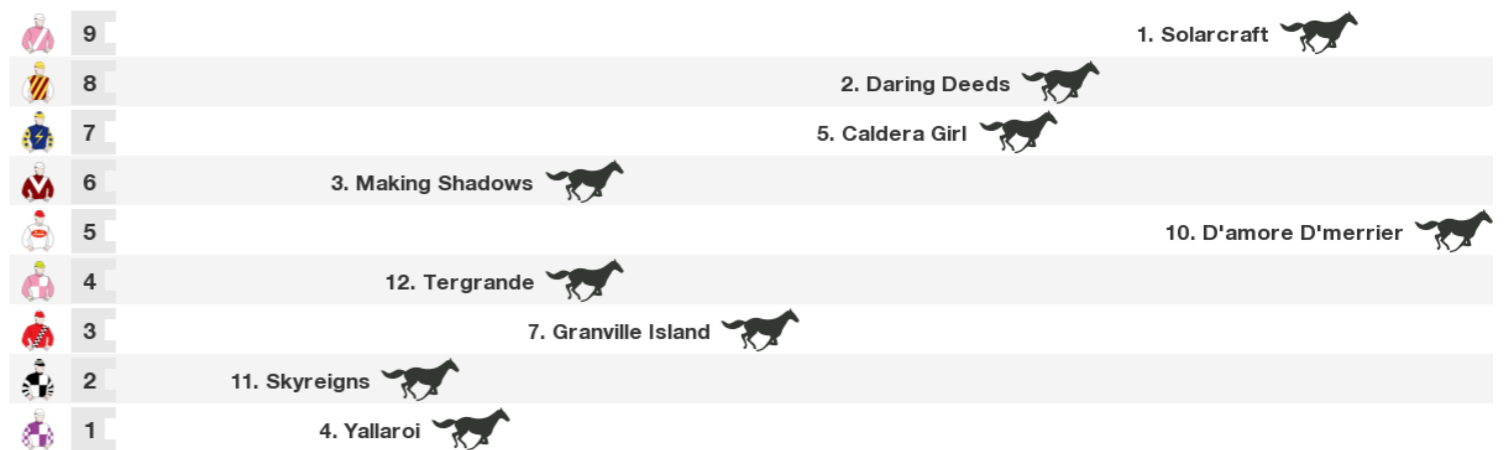 9 1. Solarcraft
8 2. Daring Deeds
7 5. Caldera Girl
6 3. Making Shadows
5 10. D'amore D'merrier
4 12. Tergrande
3 7. Granville Island
2 11. Skyreigns
1 4. Yallaroi